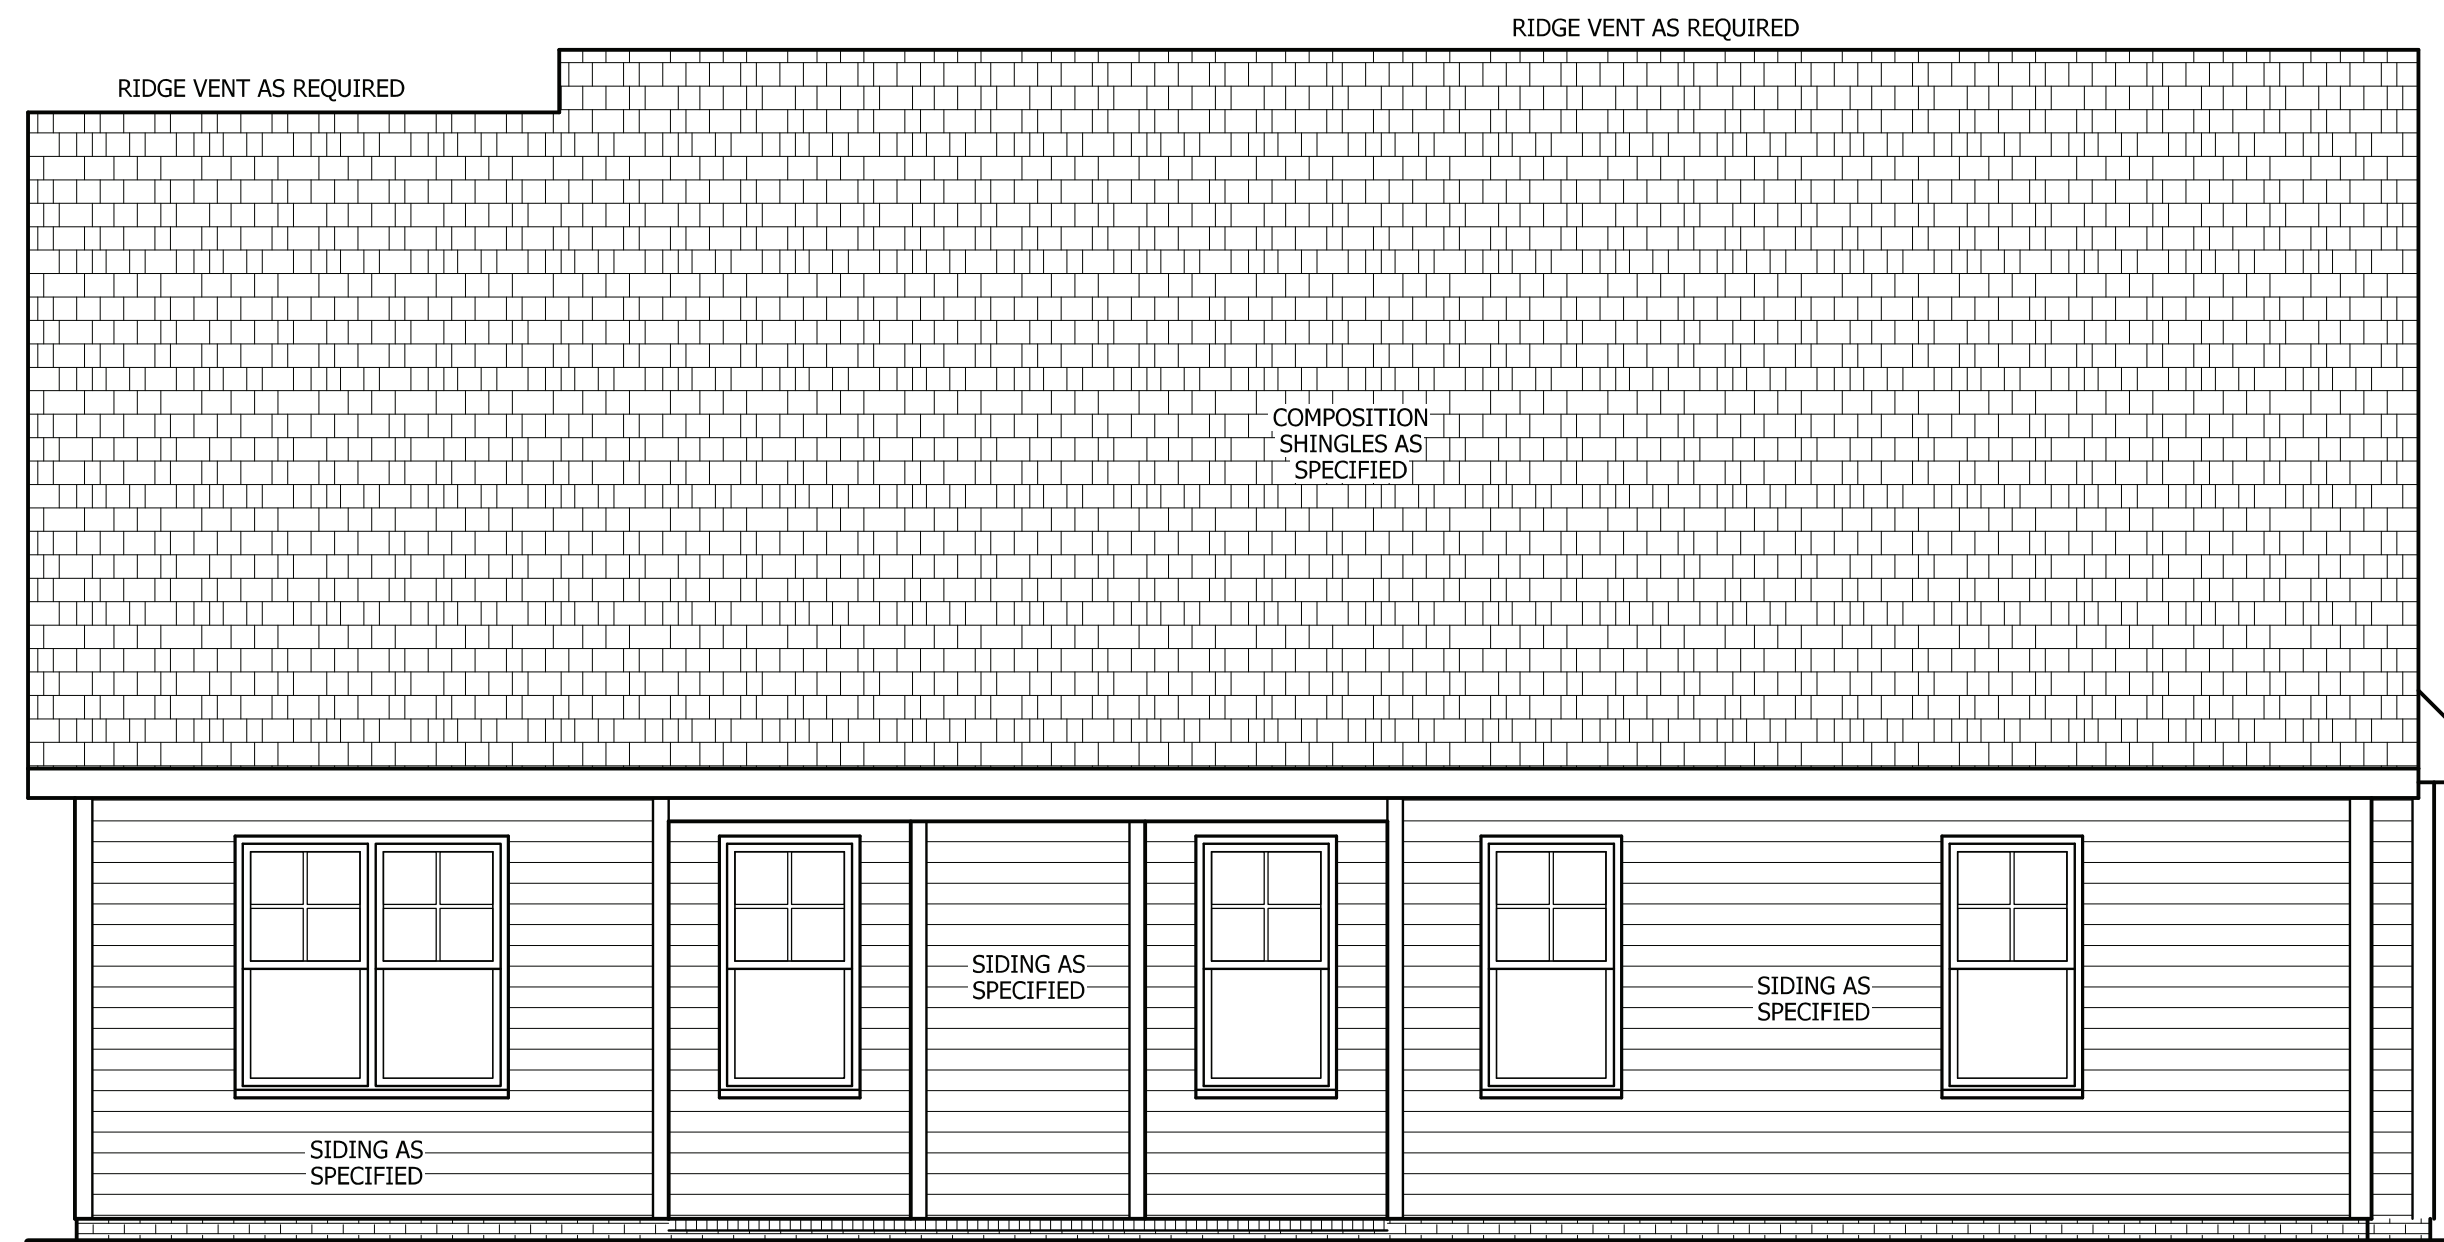 RIDGE VENT AS REQUIRED
RIDGE VENT AS REQUIRED
COMPOSITION
SHINGLES AS
SPECIFIED
SIDING AS
SPECIFIED
SIDING AS
SPECIFIED
SIDING AS
SPECIFIED